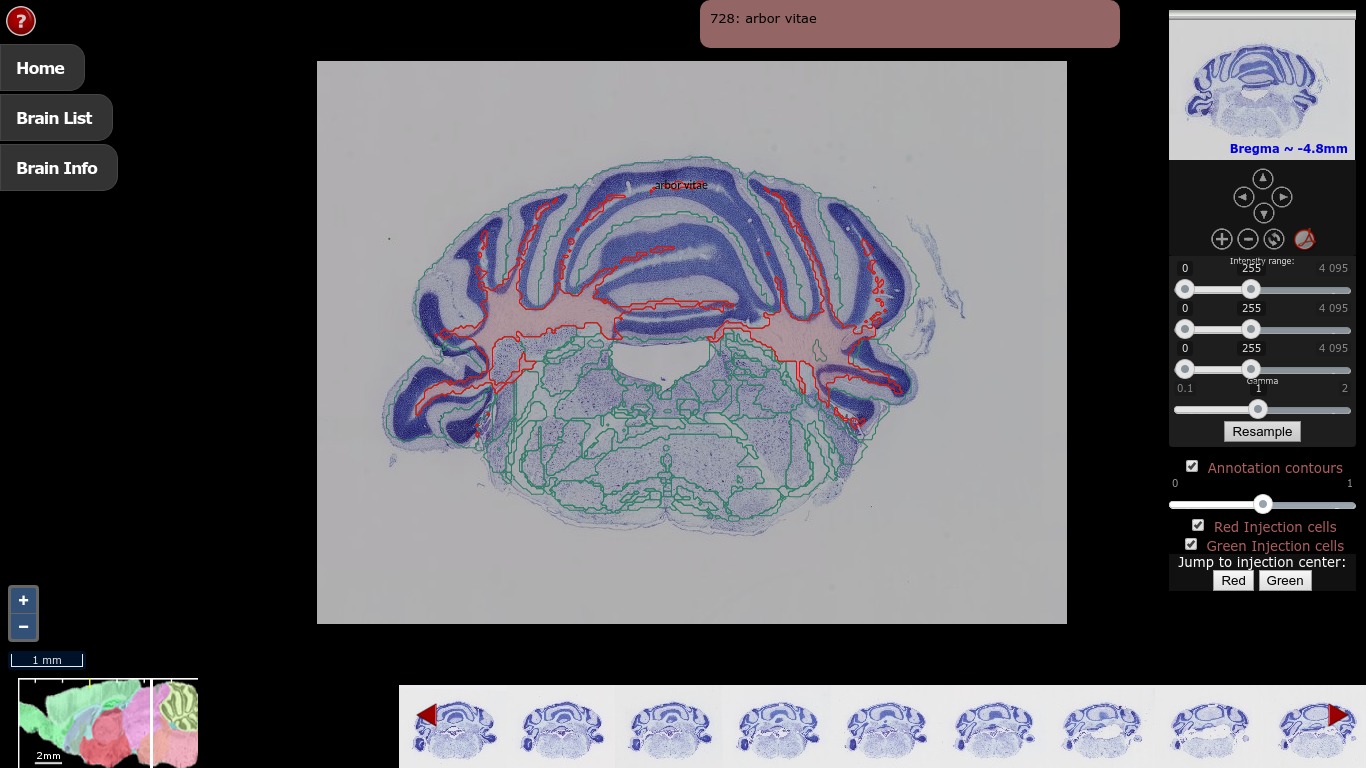 ?
728: arbor vitae
Home
Brain List
Brain Info
arbor vitae
Bregma ~ -4.8mm
Intensity range:
0 255 4 095
0 255 4 095
0 255 4 095
Gamma
0.1 1 2
Resample
Annotation contours
0 1
Red Injection cells
Green Injection cells
Jump to injection center:
Red Green
+
−
1 mm
2mm